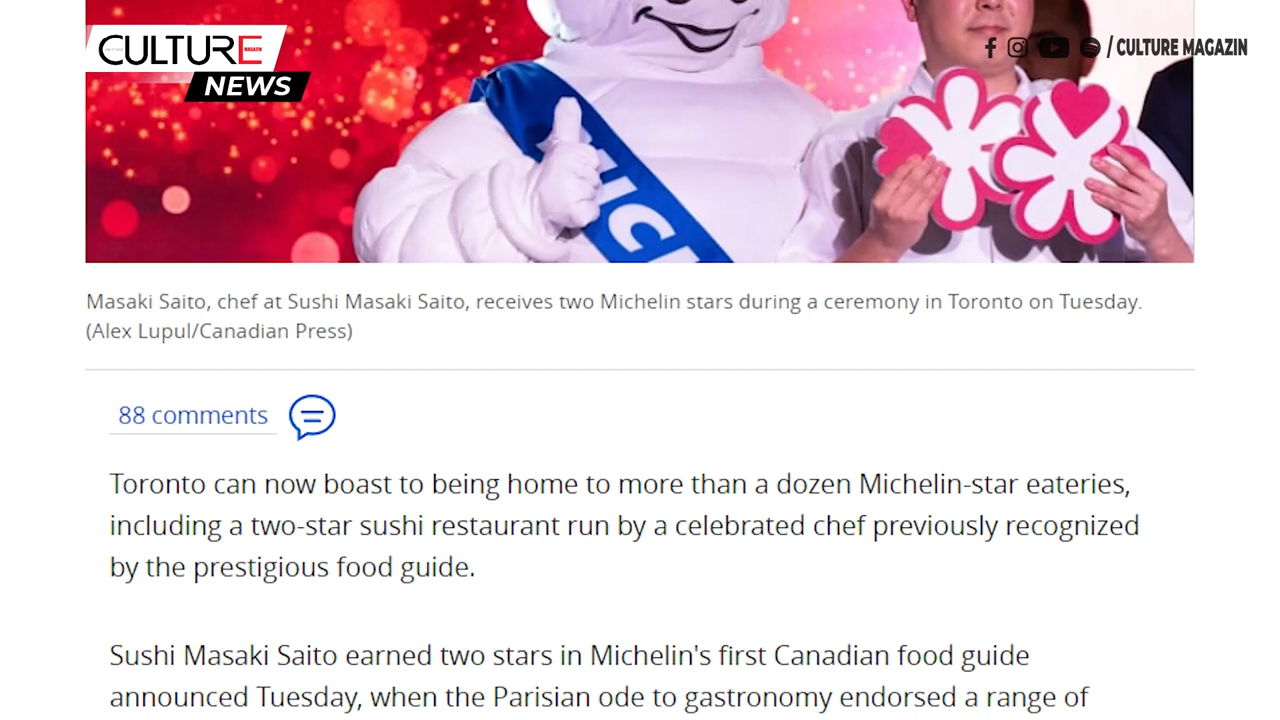 CULTURE
MAGAZIN
NEWS
/ CULTURE MAGAZIN
MICHE
Masaki Saito, chef at Sushi Masaki Saito, receives two Michelin stars during a ceremony in Toronto on Tuesday.
(Alex Lupul/Canadian Press)
88 comments
Toronto can now boast to being home to more than a dozen Michelin-star eateries,
including a two-star sushi restaurant run by a celebrated chef previously recognized
by the prestigious food guide.
Sushi Masaki Saito earned two stars in Michelin's first Canadian food guide
announced Tuesday, when the Parisian ode to gastronomy endorsed a range of